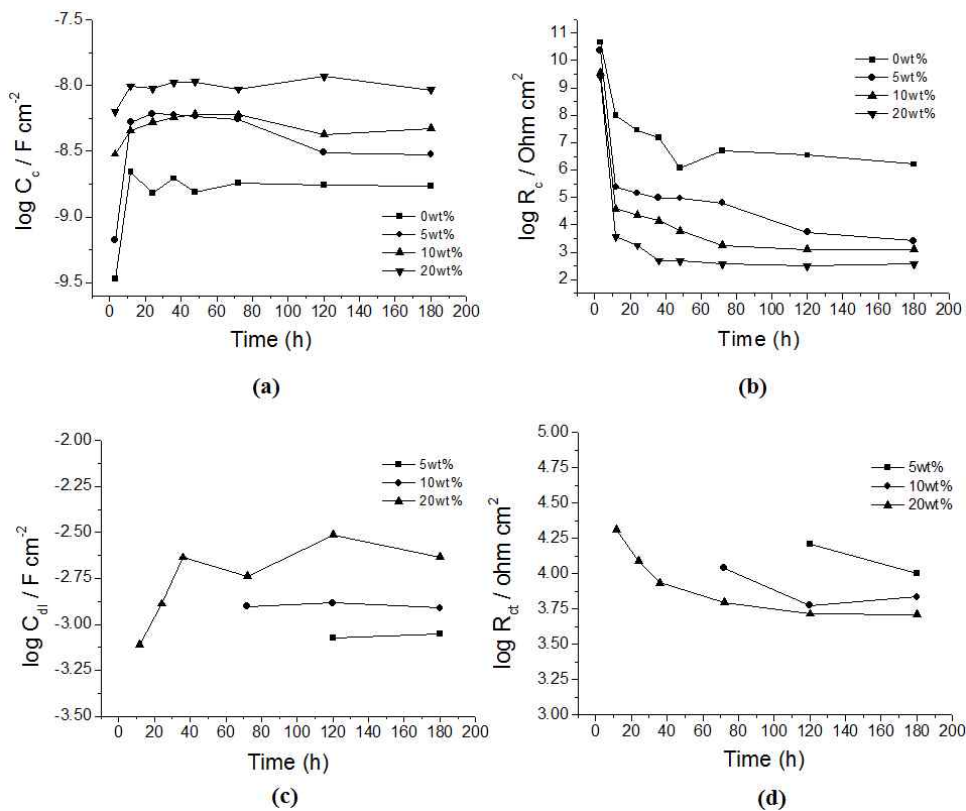 -7.5
-8.0
-8.5
-9.0
-9.5
log C_c / F cm^-2
0 20 40 60 80 100 120 140 160 180 200
Time (h)
0wt%
5wt%
10wt%
20wt%
(a)
11
10
9
8
7
6
5
4
3
2
log R_c / Ohm cm^2
0 20 40 60 80 100 120 140 160 180 200
Time (h)
0wt%
5wt%
10wt%
20wt%
(b)
-2.00
-2.25
-2.50
-2.75
-3.00
-3.25
-3.50
log C_dl / F cm^-2
0 20 40 60 80 100 120 140 160 180 200
Time (h)
5wt%
10wt%
20wt%
(c)
5.00
4.75
4.50
4.25
4.00
3.75
3.50
3.25
3.00
log R_ct / ohm cm^2
0 20 40 60 80 100 120 140 160 180 200
Time (h)
5wt%
10wt%
20wt%
(d)